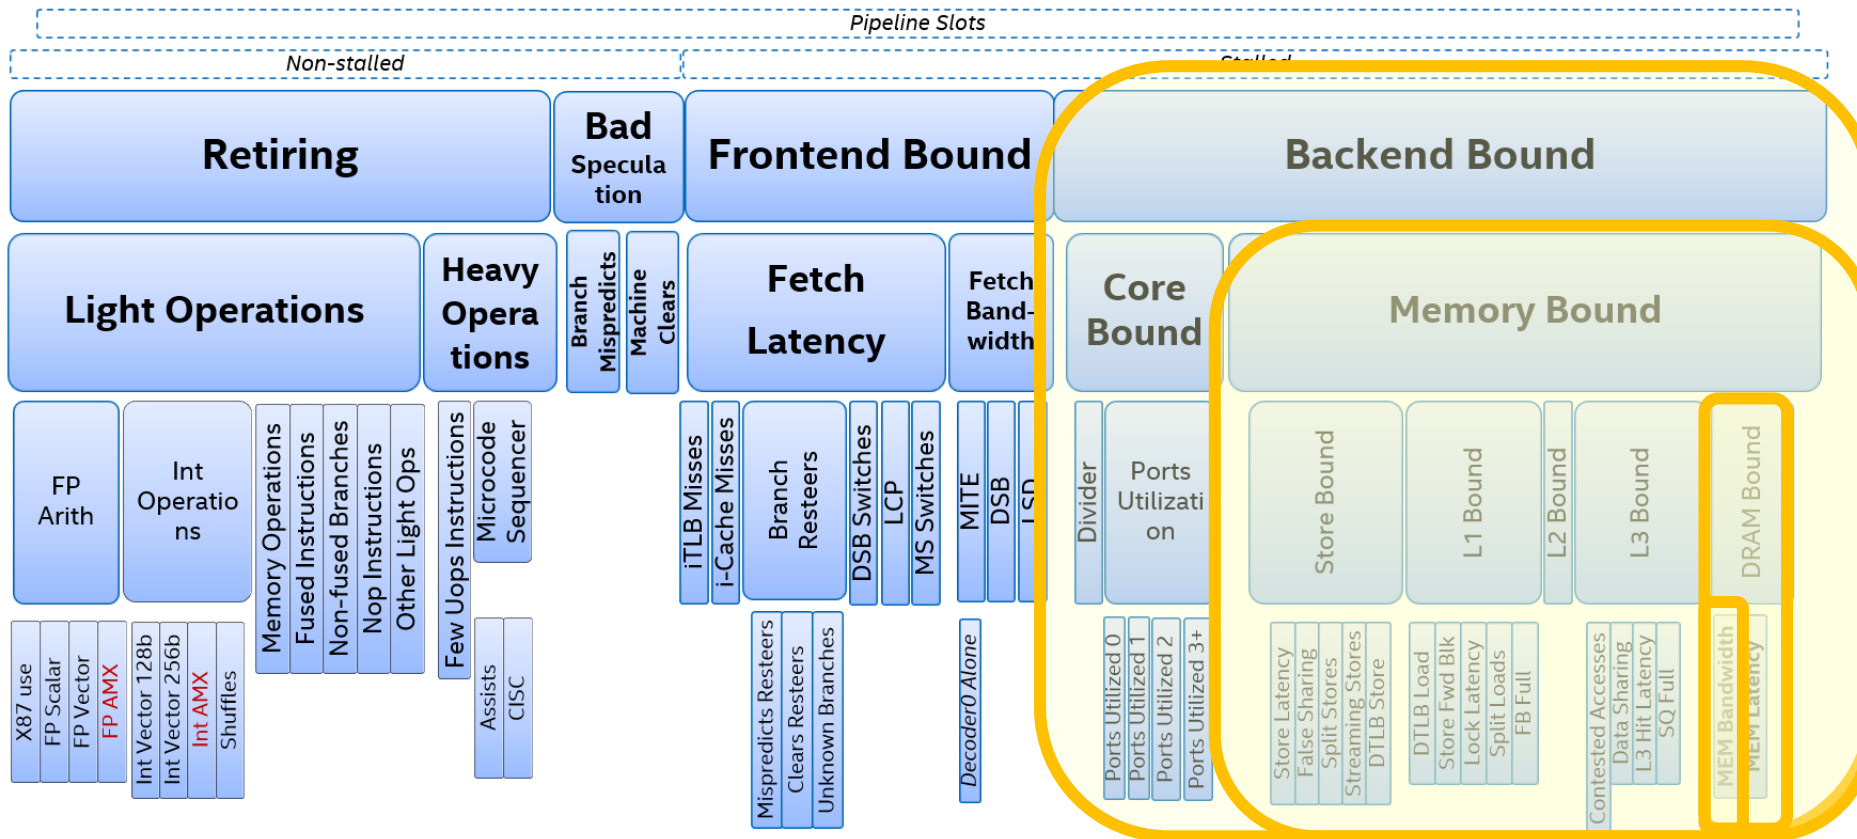 Pipeline Slots
Non-stalled
Stalled
Retiring
Bad
Specula
tion
Frontend Bound
Backend Bound
Light Operations
Heavy
Opera
tions
Branch
Mispredicts
Machine
Clears
Fetch
Latency
Fetch
Band-
width
Core
Bound
Memory Bound
FP
Arith
Int
Operatio
ns
Memory Operations
Fused Instructions
Non-fused Branches
Nop Instructions
Other Light Ops
Few Uops Instructions
Microcode
Sequencer
iTLB Misses
i-Cache Misses
Branch
Resteers
DSB Switches
LCP
MS Switches
MITE
DSB
LSD
Divider
Ports
Utilizati
on
Store Bound
L1 Bound
L2 Bound
L3 Bound
DRAM Bound
X87 use
FP Scalar
FP Vector
FP AMX
Int Vector 128b
Int Vector 256b
Int AMX
Shuffles
Assists
CISC
Mispredicts Resteers
Clears Resteers
Unknown Branches
Decoder0 Alone
Ports Utilized 0
Ports Utilized 1
Ports Utilized 2
Ports Utilized 3+
Store Latency
False Sharing
Split Stores
Streaming Stores
DTLB Store
DTLB Load
Store Fwd Blk
Lock Latency
Split Loads
FB Full
Contested Accesses
Data Sharing
L3 Hit Latency
SQ Full
MEM Bandwidth
MEM Latency